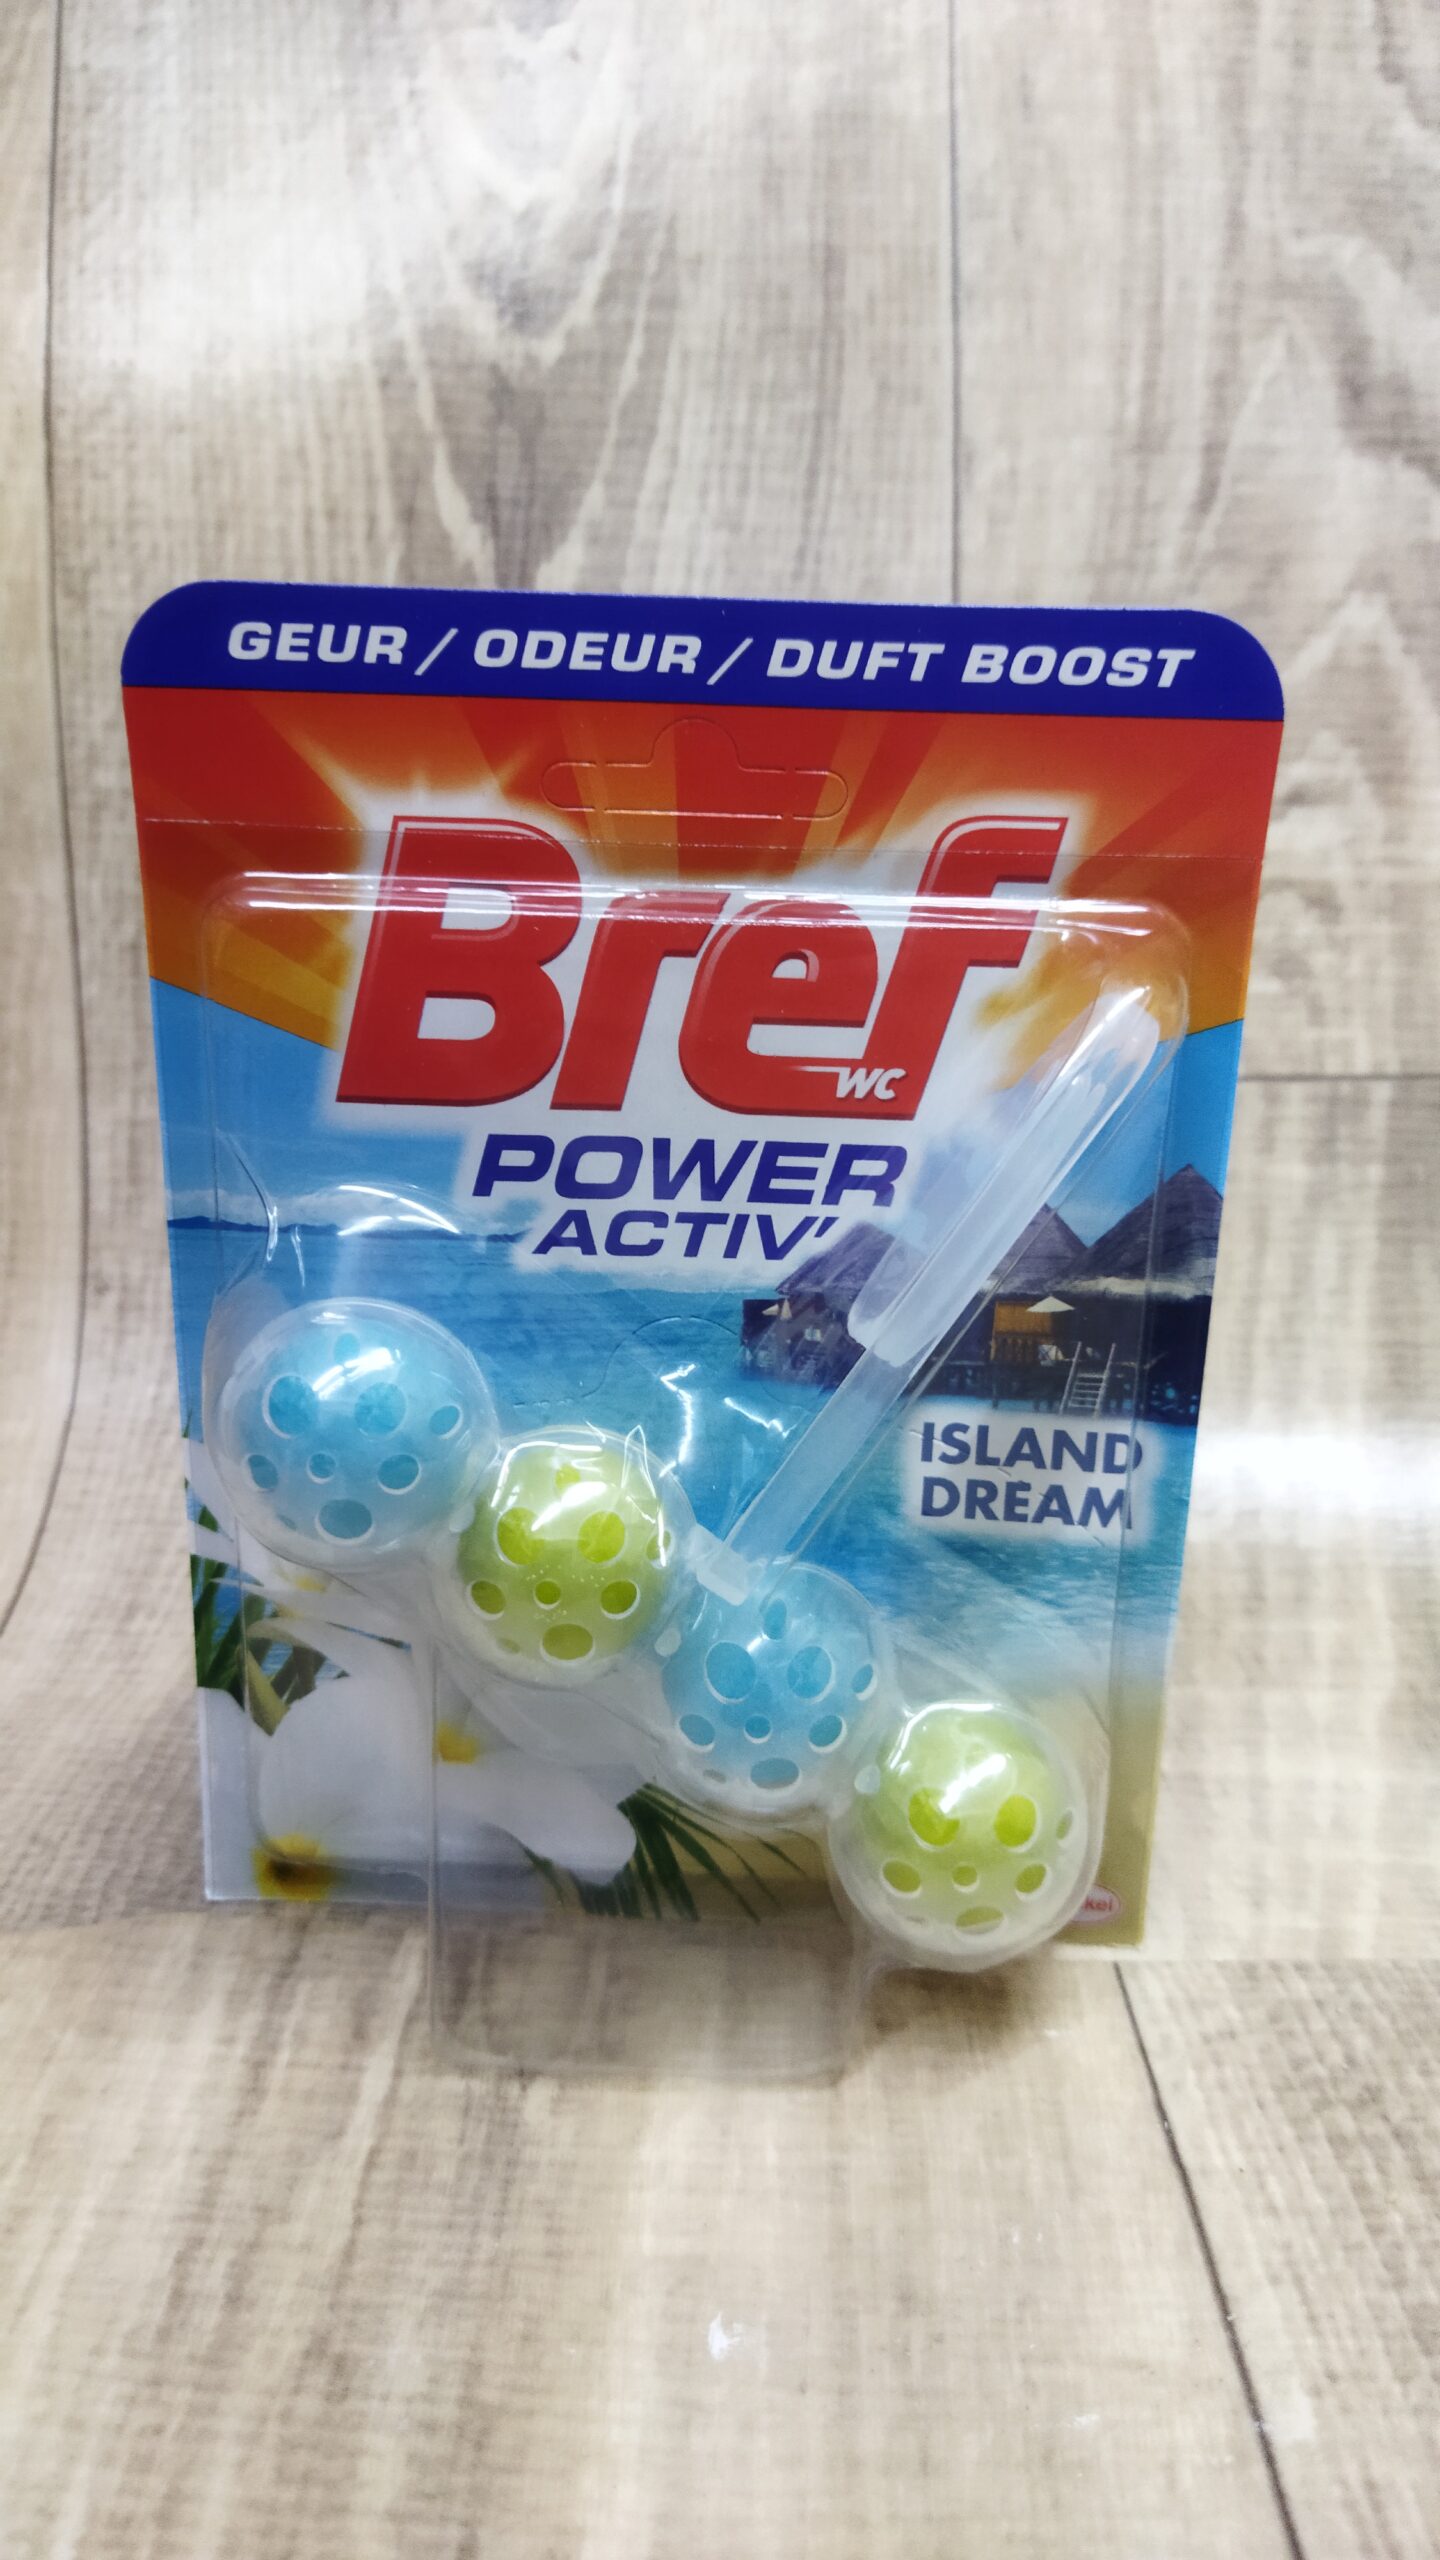 GEUR / ODEUR / DUFT BOOST
Bref
WC
POWER
ACTIV'
ISLAND
DREAM